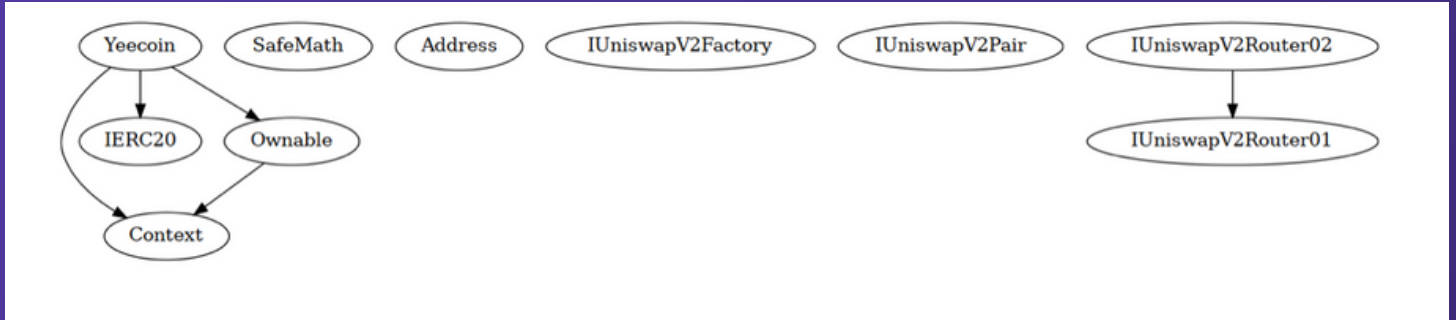 Yeecoin SafeMath Address IUniswapV2Factory IUniswapV2Pair IUniswapV2Router02
IERC20 Ownable IUniswapV2Router01
Context